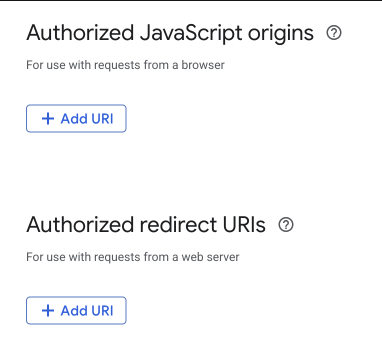 Authorized JavaScript origins
For use with requests from a browser
+ Add URI
Authorized redirect URIs
For use with requests from a web server
+ Add URI